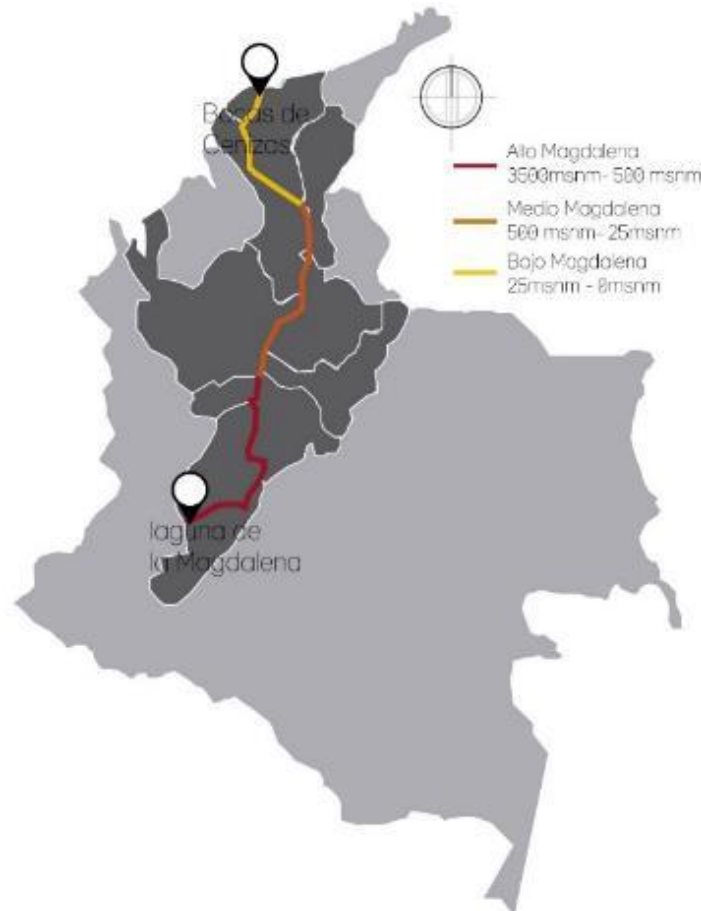 Bocas de
Cenizas
Alto Magdalena
3500msnm- 500 msnm
Medio Magdalena
500 msnm- 25msnm
Bajo Magdalena
25msnm - 0msnm
laguna de
la Magdalena